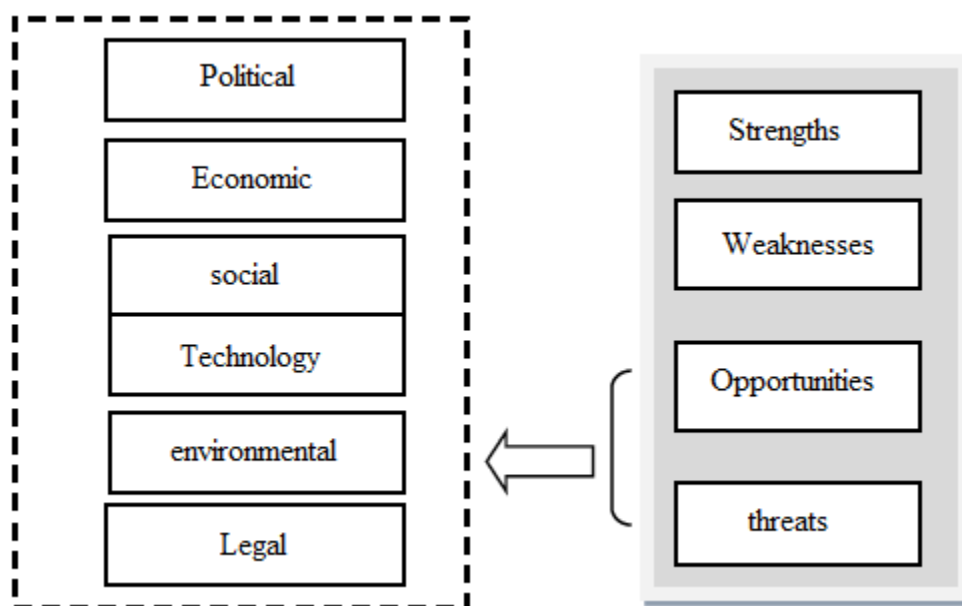 Political
Economic
social
Technology
environmental
Legal
Strengths
Weaknesses
Opportunities
threats